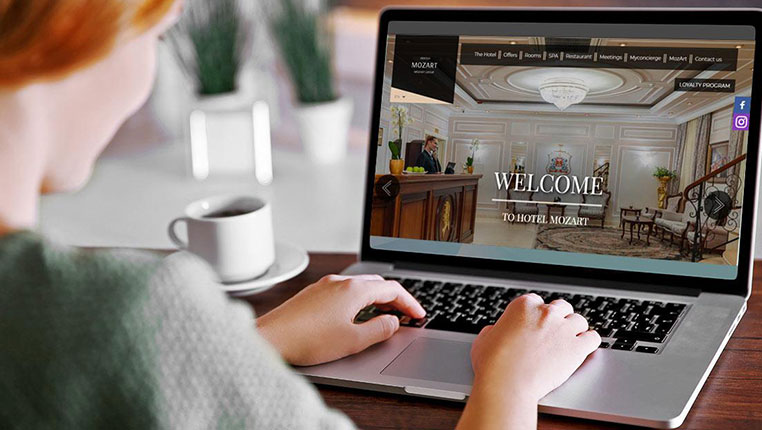 MOZART
The Hotel Offers Rooms SPA Restaurant Meetings Myconcierge MozArt Contact us
LOYALTY PROGRAM
WELCOME
TO HOTEL MOZART